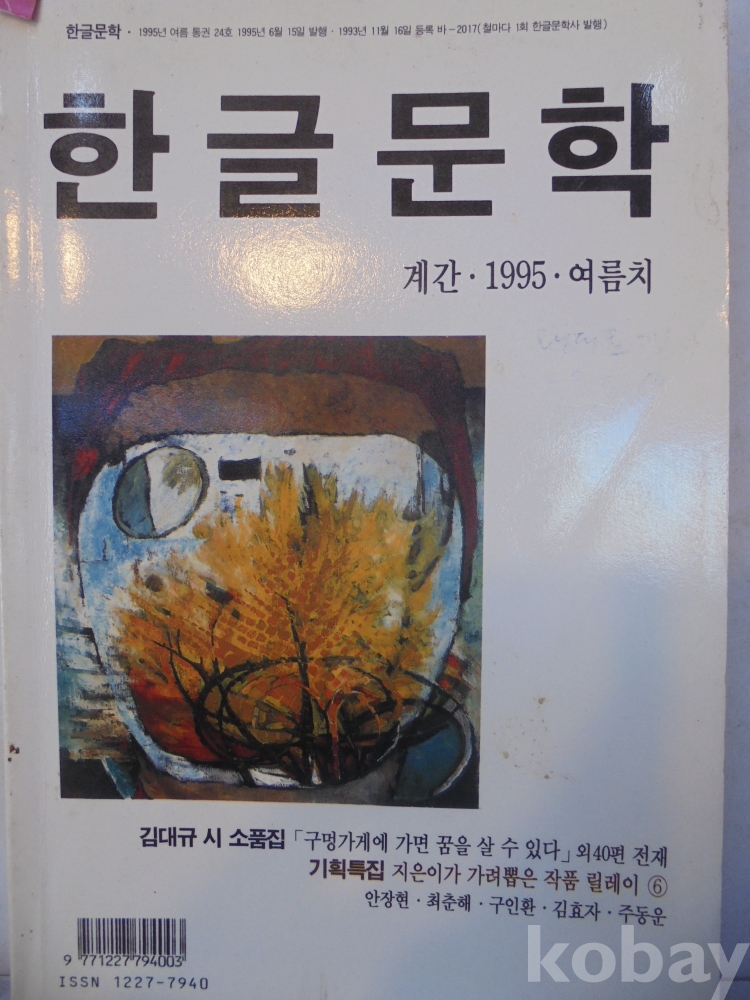 한글문학 · 1995년 여름 통권 24호 1995년 6월 15일 발행 · 1993년 11월 16일 등록 바-2017(철마다 1회 한글문학사 발행)
한글문학
계간·1995·여름치
김대규 시 소품집 「구멍가게에 가면 꿈을 살 수 있다」외40편 전재
기획특집 지은이가 가려뽑은 작품 릴레이 ⑥
안장현·최춘해·구인환·김효자·주동운
9 771227794003
ISSN 1227-7940
kobay